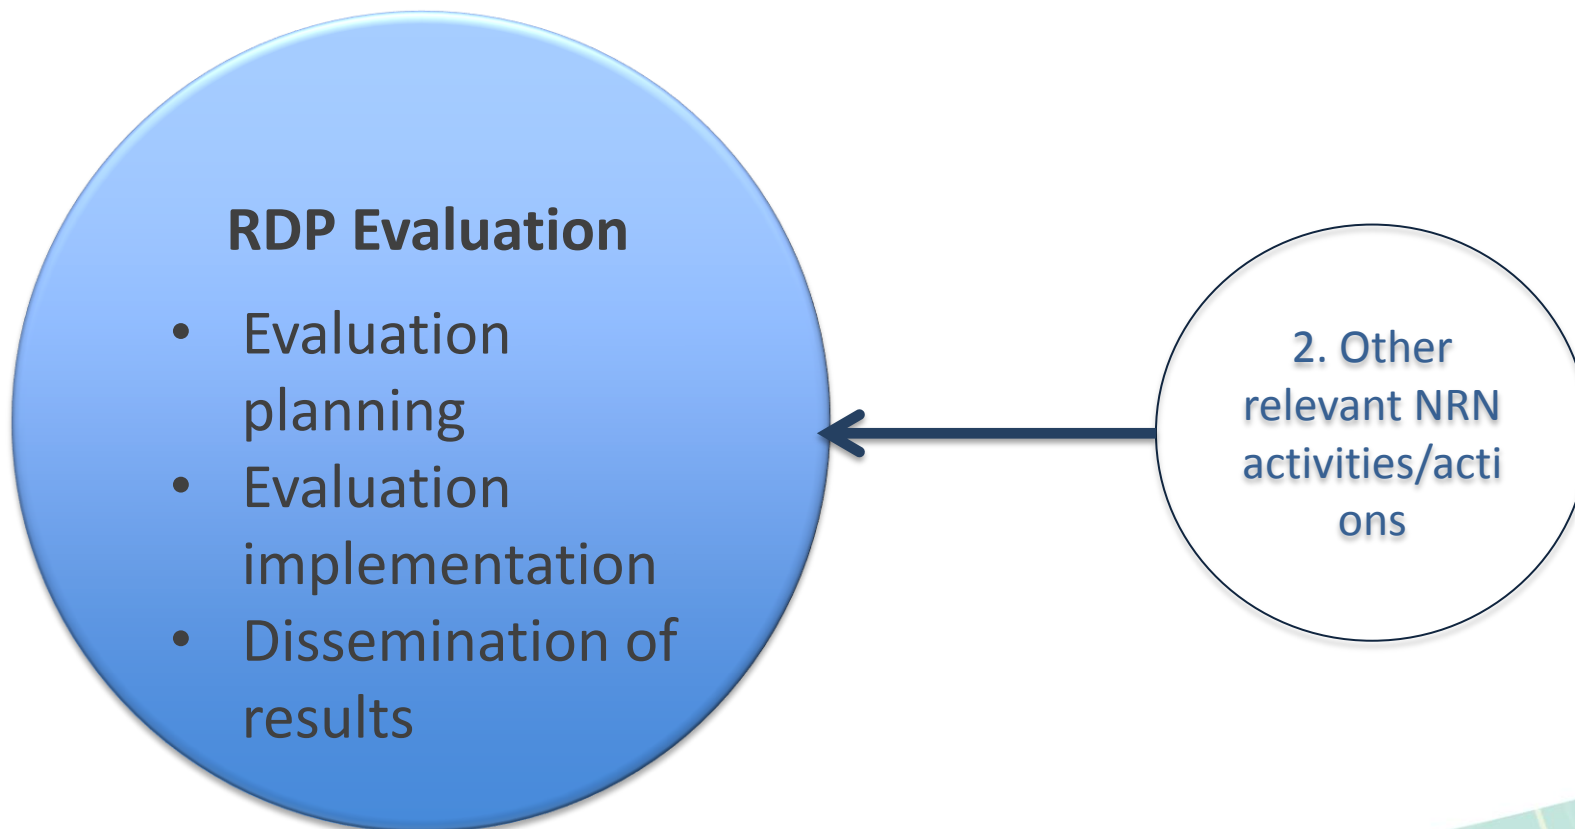 RDP Evaluation
• Evaluation
planning
• Evaluation
implementation
• Dissemination of
results
2. Other
relevant NRN
activities/acti
ons